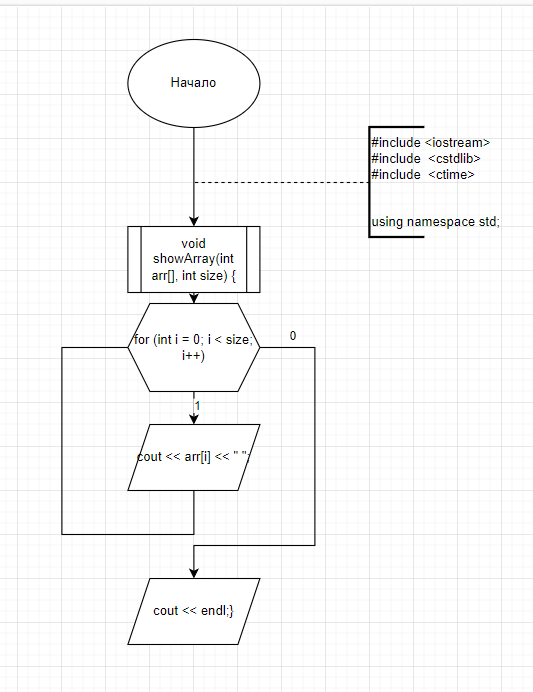 Начало
#include <iostream>
#include <cstdlib>
#include <ctime>
using namespace std;
void
showArray(int
arr[], int size) {
for (int i = 0; i < size;
i++)
0
1
cout << arr[i] << " ";
cout << endl;}